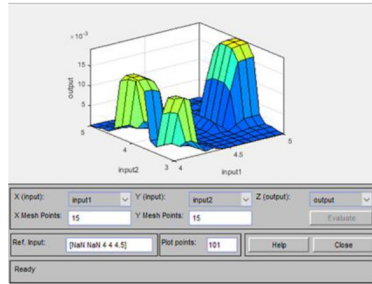 ×10⁻³
15
10
5
output
5
4
3
input2
4
4.5
5
input1
X (input): input1 Y (input): input2 Z (output): output
X Mesh Points: 15 Y Mesh Points: 15 Evaluate
Ref. Input: [NaN NaN 4 4 4.5] Plot points: 101 Help Close
Ready